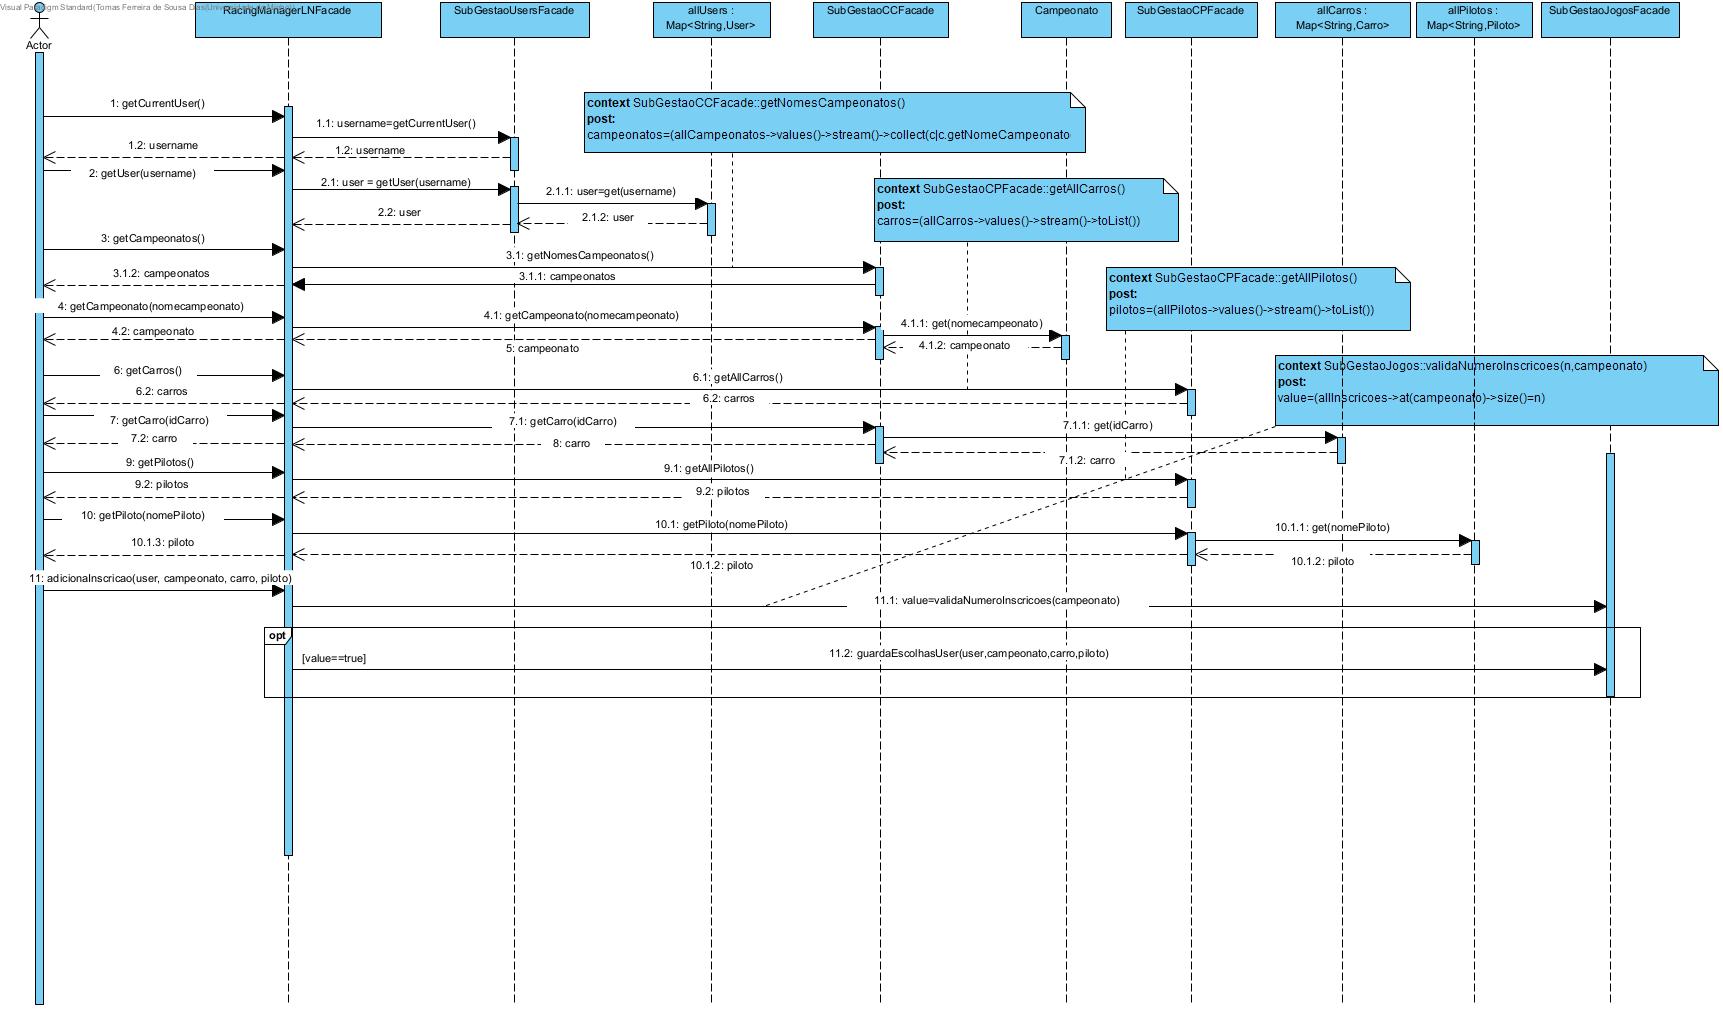 Visual Paradigm Standard(Tomas Ferreira de Sousa Dias(Universidade do Minho))
Actor
RacingManagerLNFacade
SubGestaoUsersFacade
allUsers :
Map<String,User>
SubGestaoCCFacade
Campeonato
SubGestaoCPFacade
allCarros :
Map<String,Carro>
allPilotos :
Map<String,Piloto>
SubGestaoJogosFacade
context SubGestaoCCFacade::getNomesCampeonatos()
post:
campeonatos=(allCampeonatos->values()->stream()->collect(c|c.getNomeCampeonato
context SubGestaoCPFacade::getAllCarros()
post:
carros=(allCarros->values()->stream()->toList())
context SubGestaoCPFacade::getAllPilotos()
post:
pilotos=(allPilotos->values()->stream()->toList())
context SubGestaoJogos::validaNumeroInscricoes(n,campeonato)
post:
value=(allInscricoes->at(campeonato)->size()=n)
1: getCurrentUser()
1.1: username=getCurrentUser()
1.2: username
1.2: username
2: getUser(username)
2.1: user = getUser(username)
2.1.1: user=get(username)
2.1.2: user
2.2: user
3: getCampeonatos()
3.1: getNomesCampeonatos()
3.1.1: campeonatos
3.1.2: campeonatos
4: getCampeonato(nomecampeonato)
4.1: getCampeonato(nomecampeonato)
4.1.1: get(nomecampeonato)
4.1.2: campeonato
4.2: campeonato
5: campeonato
6: getCarros()
6.1: getAllCarros()
6.2: carros
6.2: carros
7: getCarro(idCarro)
7.1: getCarro(idCarro)
7.1.1: get(idCarro)
7.1.2: carro
7.2: carro
8: carro
9: getPilotos()
9.1: getAllPilotos()
9.2: pilotos
9.2: pilotos
10: getPiloto(nomePiloto)
10.1: getPiloto(nomePiloto)
10.1.1: get(nomePiloto)
10.1.2: piloto
10.1.2: piloto
10.1.3: piloto
11: adicionaInscricao(user, campeonato, carro, piloto)
11.1: value=validaNumeroInscricoes(campeonato)
opt
[value==true]
11.2: guardaEscolhasUser(user,campeonato,carro,piloto)